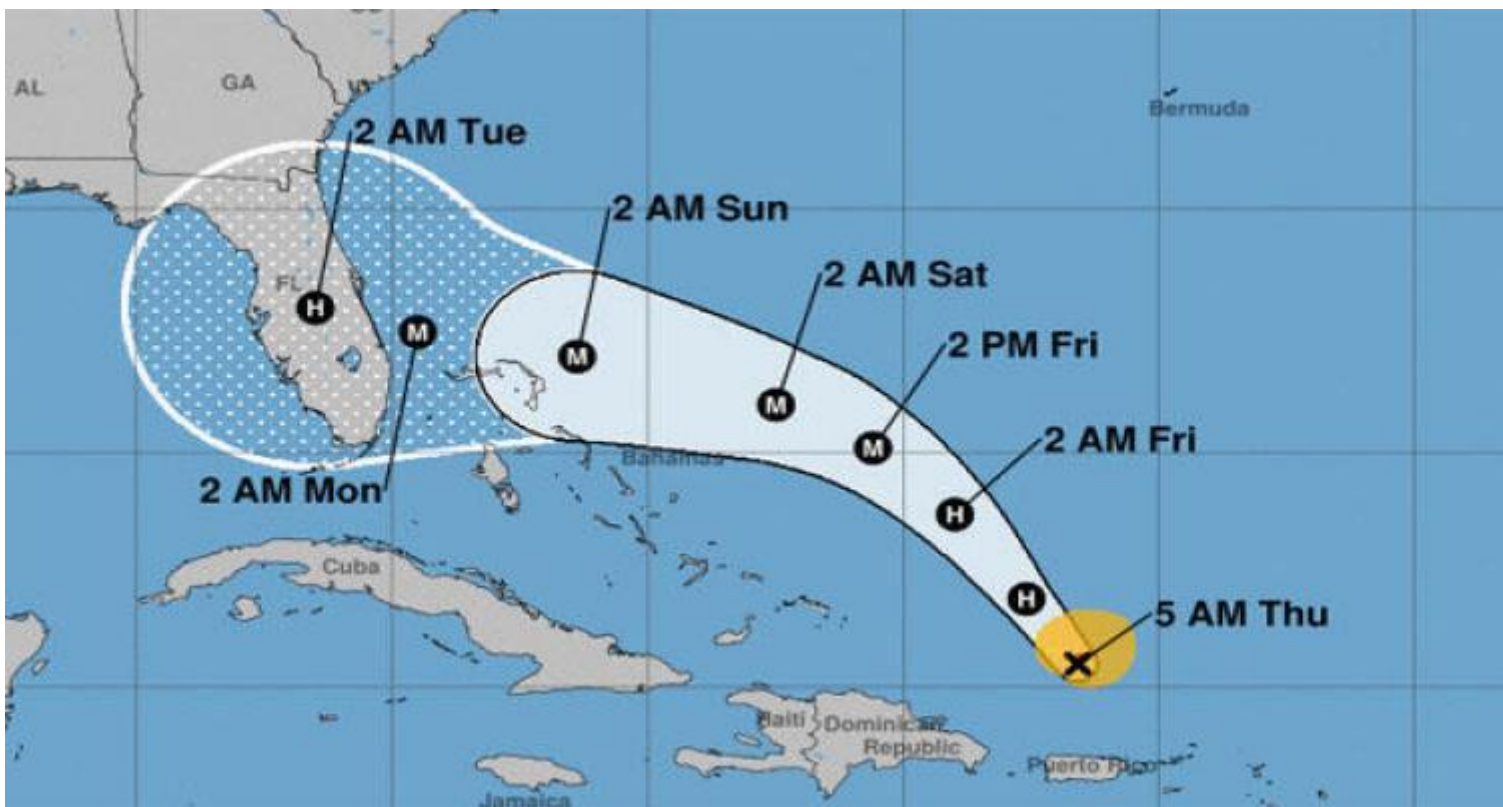 AL
GA
Bermuda
2 AM Tue
2 AM Sun
2 AM Sat
FL
H
M
M
2 PM Fri
M
M
2 AM Fri
Bahamas
2 AM Mon
H
Cuba
H
5 AM Thu
Haiti
Dominican
Republic
Puerto Rico
Jamaica